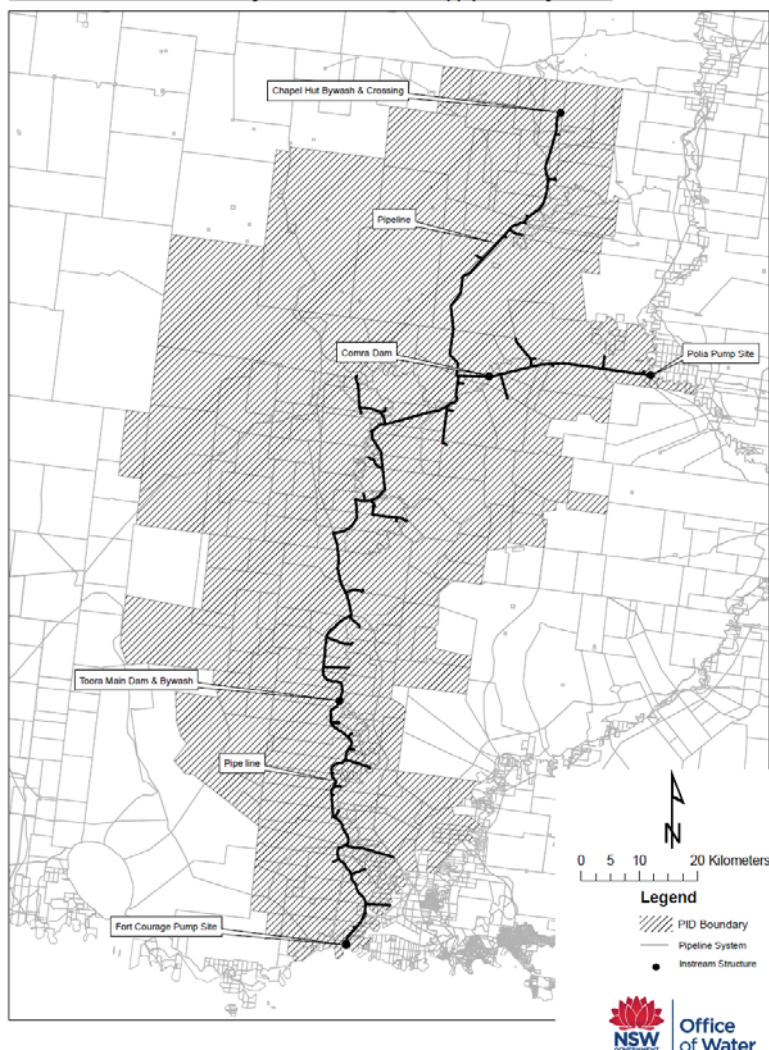 Chapel Hut Bywash & Crossing
Pipeline
Comra Dam
Polia Pump Site
Toora Main Dam & Bywash
Pipe line
Fort Courage Pump Site
N
0 5 10 20 Kilometers
Legend
PID Boundary
Pipeline System
Instream Structure
NSW
GOVERNMENT
Office
of Water